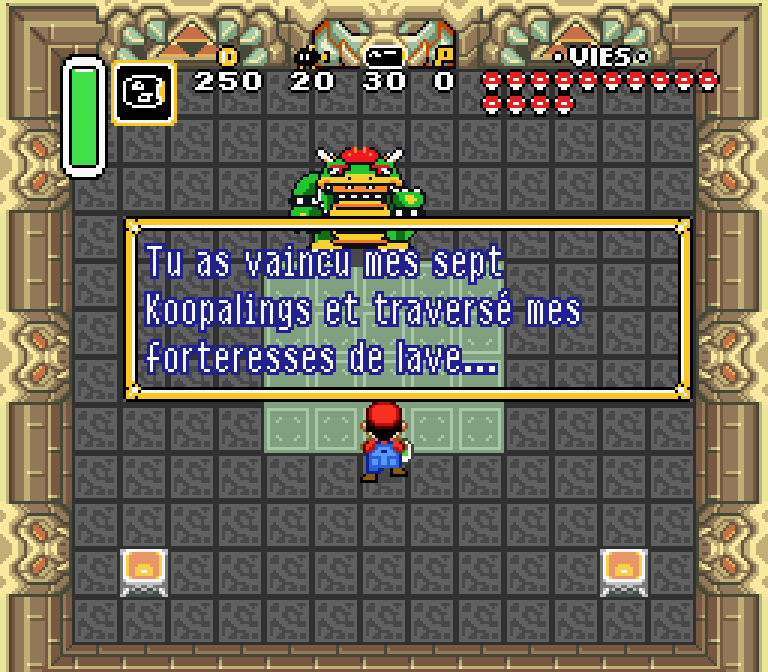 VIES
250 20 30 0
Tu as vaincu mes sept
Koopalings et traversé mes
forteresses de lave...